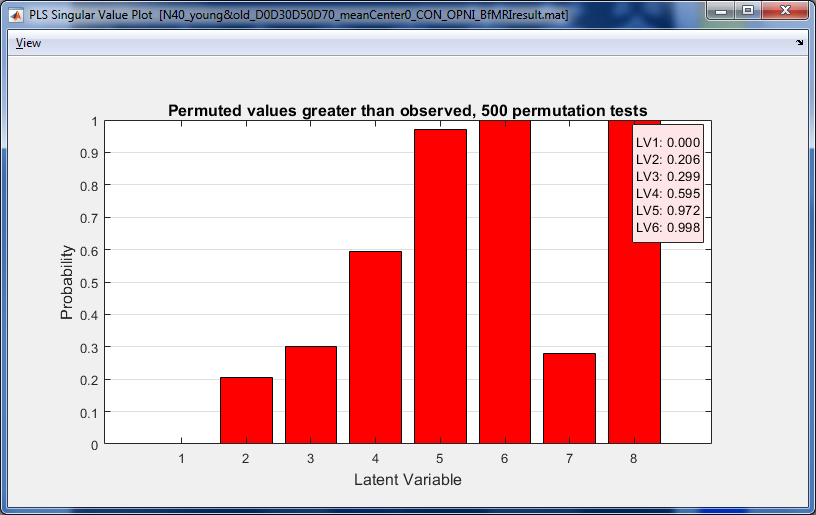 PLS Singular Value Plot [N40_young&old_D0D30D50D70_meanCenter0_CON_OPNI_BfMRIresult.mat]
View
Permuted values greater than observed, 500 permutation tests
1
0.9
0.8
0.7
0.6
0.5
0.4
0.3
0.2
0.1
0
Probability
LV1: 0.000
LV2: 0.206
LV3: 0.299
LV4: 0.595
LV5: 0.972
LV6: 0.998
1 2 3 4 5 6 7 8
Latent Variable